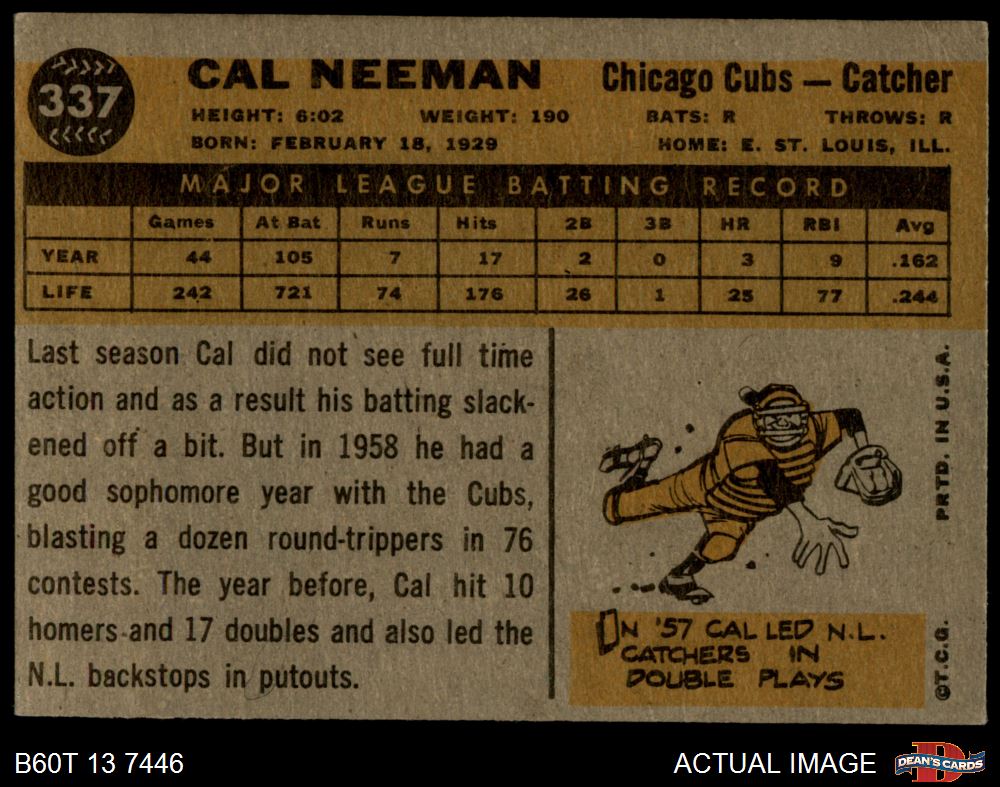 337
CAL NEEMAN Chicago Cubs — Catcher
HEIGHT: 6:02 WEIGHT: 190 BATS: R THROWS: R
BORN: FEBRUARY 18, 1929 HOME: E. ST. LOUIS, ILL.
MAJOR LEAGUE BATTING RECORD
Games At Bat Runs Hits 2B 3B HR RBI Avg
YEAR 44 105 7 17 2 0 3 9 .162
LIFE 242 721 74 176 26 1 25 77 .244
Last season Cal did not see full time
action and as a result his batting slack-
ened off a bit. But in 1958 he had a
good sophomore year with the Cubs,
blasting a dozen round-trippers in 76
contests. The year before, Cal hit 10
homers and 17 doubles and also led the
N.L. backstops in putouts.
IN '57 CAL LED N.L.
CATCHERS IN
DOUBLE PLAYS
©T.C.G. PRTD. IN U.S.A.
B60T 13 7446 ACTUAL IMAGE
DEAN'S CARDS